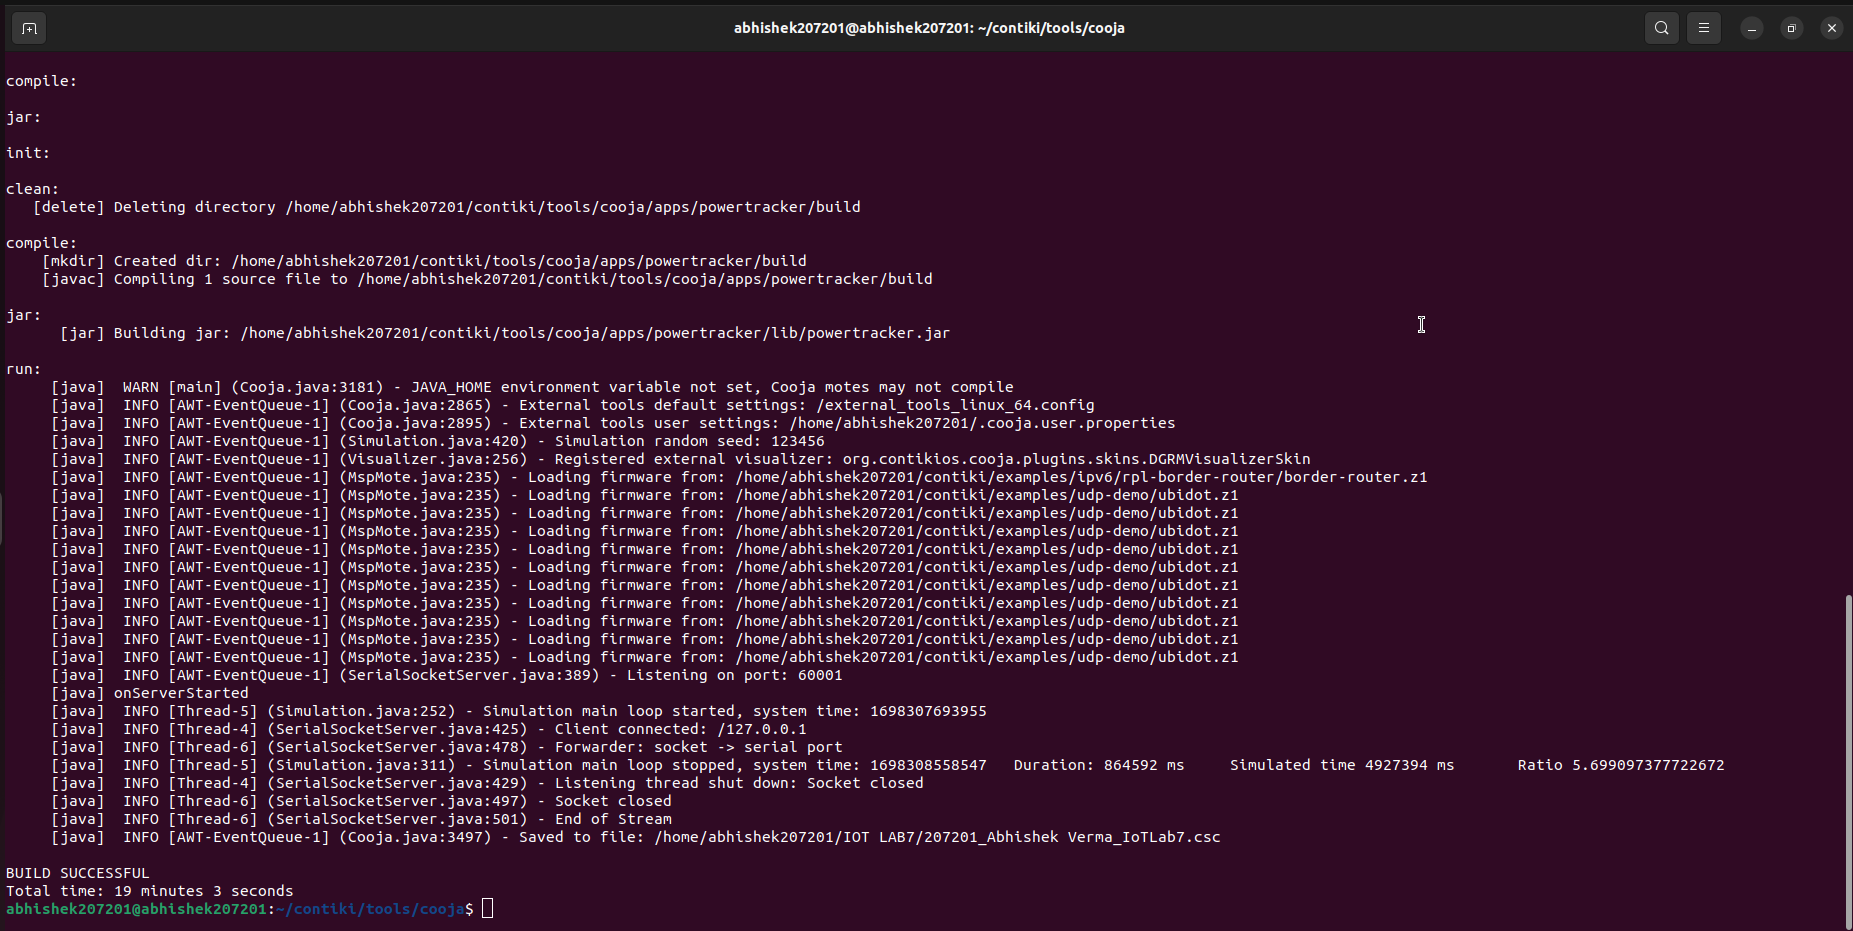 abhishek207201@abhishek207201: ~/contiki/tools/cooja
compile:
jar:
init:
clean:
[delete] Deleting directory /home/abhishek207201/contiki/tools/cooja/apps/powertracker/build
compile:
[mkdir] Created dir: /home/abhishek207201/contiki/tools/cooja/apps/powertracker/build
[javac] Compiling 1 source file to /home/abhishek207201/contiki/tools/cooja/apps/powertracker/build
jar:
[jar] Building jar: /home/abhishek207201/contiki/tools/cooja/apps/powertracker/lib/powertracker.jar
run:
[java]  WARN [main] (Cooja.java:3181) - JAVA_HOME environment variable not set, Cooja motes may not compile
[java]  INFO [AWT-EventQueue-1] (Cooja.java:2865) - External tools default settings: /external_tools_linux_64.config
[java]  INFO [AWT-EventQueue-1] (Cooja.java:2895) - External tools user settings: /home/abhishek207201/.cooja.user.properties
[java]  INFO [AWT-EventQueue-1] (Simulation.java:420) - Simulation random seed: 123456
[java]  INFO [AWT-EventQueue-1] (Visualizer.java:256) - Registered external visualizer: org.contikios.cooja.plugins.skins.DGRMVisualizerSkin
[java]  INFO [AWT-EventQueue-1] (MspMote.java:235) - Loading firmware from: /home/abhishek207201/contiki/examples/ipv6/rpl-border-router/border-router.z1
[java]  INFO [AWT-EventQueue-1] (MspMote.java:235) - Loading firmware from: /home/abhishek207201/contiki/examples/udp-demo/ubidot.z1
[java]  INFO [AWT-EventQueue-1] (MspMote.java:235) - Loading firmware from: /home/abhishek207201/contiki/examples/udp-demo/ubidot.z1
[java]  INFO [AWT-EventQueue-1] (MspMote.java:235) - Loading firmware from: /home/abhishek207201/contiki/examples/udp-demo/ubidot.z1
[java]  INFO [AWT-EventQueue-1] (MspMote.java:235) - Loading firmware from: /home/abhishek207201/contiki/examples/udp-demo/ubidot.z1
[java]  INFO [AWT-EventQueue-1] (MspMote.java:235) - Loading firmware from: /home/abhishek207201/contiki/examples/udp-demo/ubidot.z1
[java]  INFO [AWT-EventQueue-1] (MspMote.java:235) - Loading firmware from: /home/abhishek207201/contiki/examples/udp-demo/ubidot.z1
[java]  INFO [AWT-EventQueue-1] (MspMote.java:235) - Loading firmware from: /home/abhishek207201/contiki/examples/udp-demo/ubidot.z1
[java]  INFO [AWT-EventQueue-1] (MspMote.java:235) - Loading firmware from: /home/abhishek207201/contiki/examples/udp-demo/ubidot.z1
[java]  INFO [AWT-EventQueue-1] (MspMote.java:235) - Loading firmware from: /home/abhishek207201/contiki/examples/udp-demo/ubidot.z1
[java]  INFO [AWT-EventQueue-1] (MspMote.java:235) - Loading firmware from: /home/abhishek207201/contiki/examples/udp-demo/ubidot.z1
[java]  INFO [AWT-EventQueue-1] (SerialSocketServer.java:389) - Listening on port: 60001
[java] onServerStarted
[java]  INFO [Thread-5] (Simulation.java:252) - Simulation main loop started, system time: 1698307693955
[java]  INFO [Thread-4] (SerialSocketServer.java:425) - Client connected: /127.0.0.1
[java]  INFO [Thread-6] (SerialSocketServer.java:478) - Forwarder: socket -> serial port
[java]  INFO [Thread-5] (Simulation.java:311) - Simulation main loop stopped, system time: 1698308558547   Duration: 864592 ms     Simulated time 4927394 ms       Ratio 5.699097377722672
[java]  INFO [Thread-4] (SerialSocketServer.java:429) - Listening thread shut down: Socket closed
[java]  INFO [Thread-6] (SerialSocketServer.java:497) - Socket closed
[java]  INFO [Thread-6] (SerialSocketServer.java:501) - End of Stream
[java]  INFO [AWT-EventQueue-1] (Cooja.java:3497) - Saved to file: /home/abhishek207201/IOT LAB7/207201_Abhishek Verma_IoTLab7.csc
BUILD SUCCESSFUL
Total time: 19 minutes 3 seconds
abhishek207201@abhishek207201:~/contiki/tools/cooja$